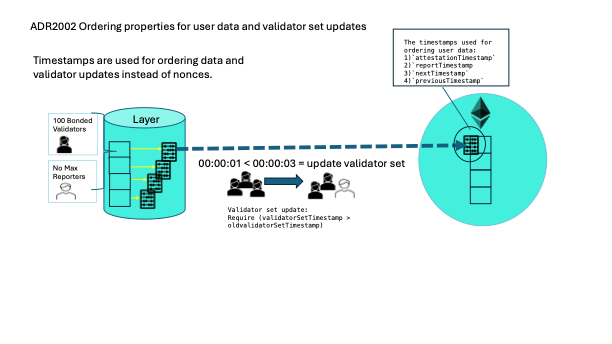 ADR2002 Ordering properties for user data and validator set updates
Timestamps are used for ordering data and
validator updates instead of nonces.
The timestamps used for
ordering user data:
1)`attestationTimestamp`
2)`reportTimestamp
3)`nextTimestamp`
4)`previousTimestamp`
100 Bonded
Validators
No Max
Reporters
Layer
00:00:01 < 00:00:03 = update validator set
Validator set update:
Require (validatorSetTimestamp >
oldvalidatorSetTimestamp)